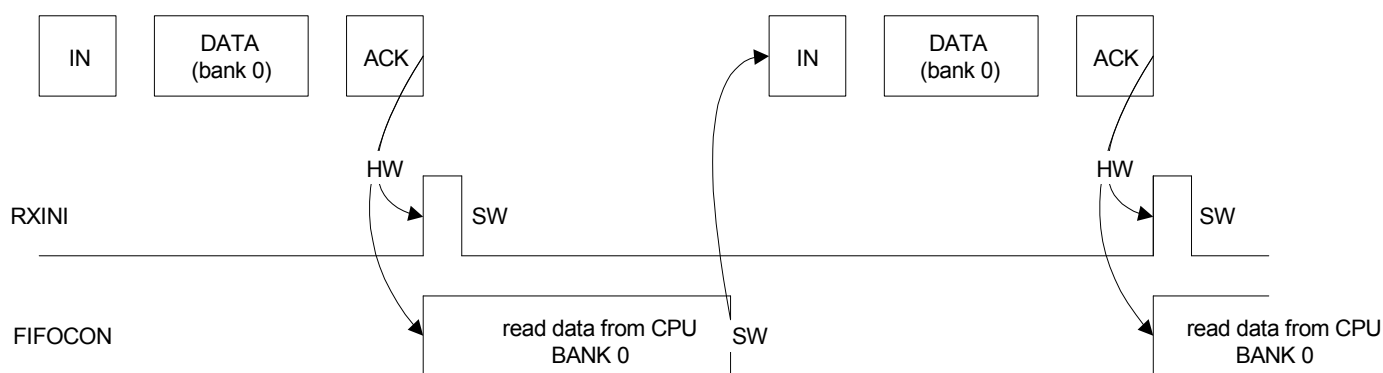 IN
DATA
(bank 0)
ACK
IN
DATA
(bank 0)
ACK
HW
HW
RXINI
SW
SW
FIFOCON
read data from CPU
BANK 0
SW
read data from CPU
BANK 0